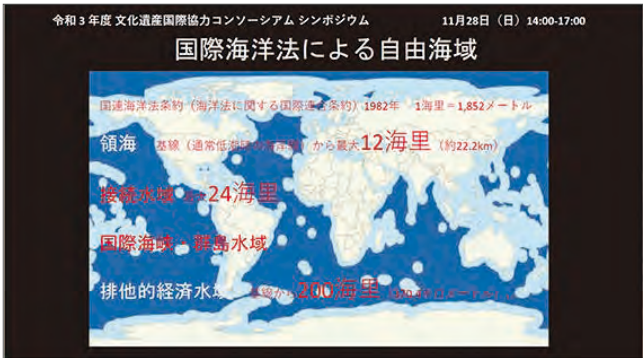 令和3年度 文化遺産国際協力コンソーシアム シンポジウム 11月28日（日）14:00-17:00
国際海洋法による自由海域
国連海洋法条約（海洋法に関する国際連合条約）1982年 1海里＝1,852メートル
領海 基線（通常低潮時の海岸線）から最大12海里（約22.2km）
接続水域 24海里
国際海峡・群島水域
排他的経済水域 基線から200海里